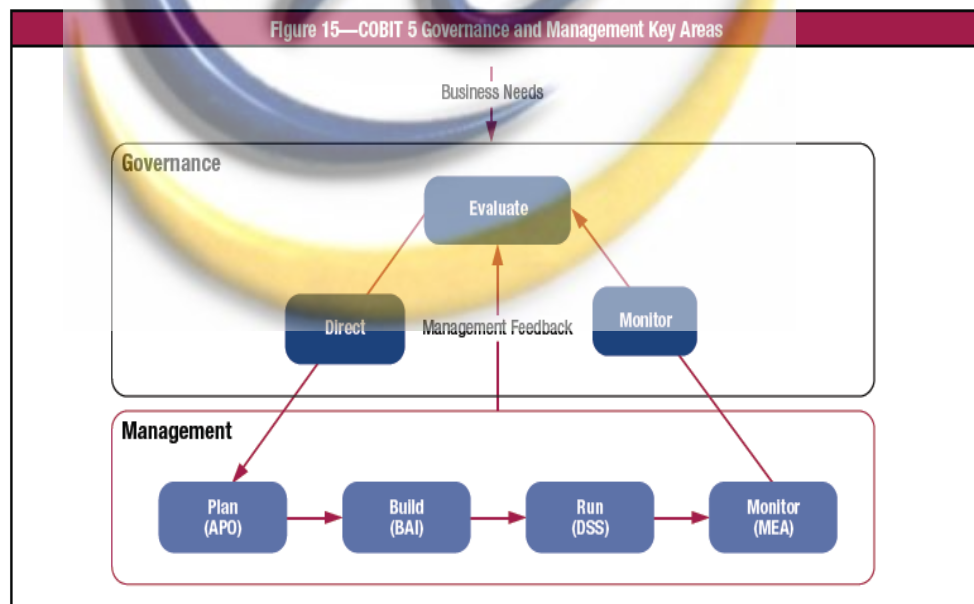 Figure 15—COBIT 5 Governance and Management Key Areas
Business Needs
Governance
Evaluate
Direct
Management Feedback
Monitor
Management
Plan
(APO)
Build
(BAI)
Run
(DSS)
Monitor
(MEA)